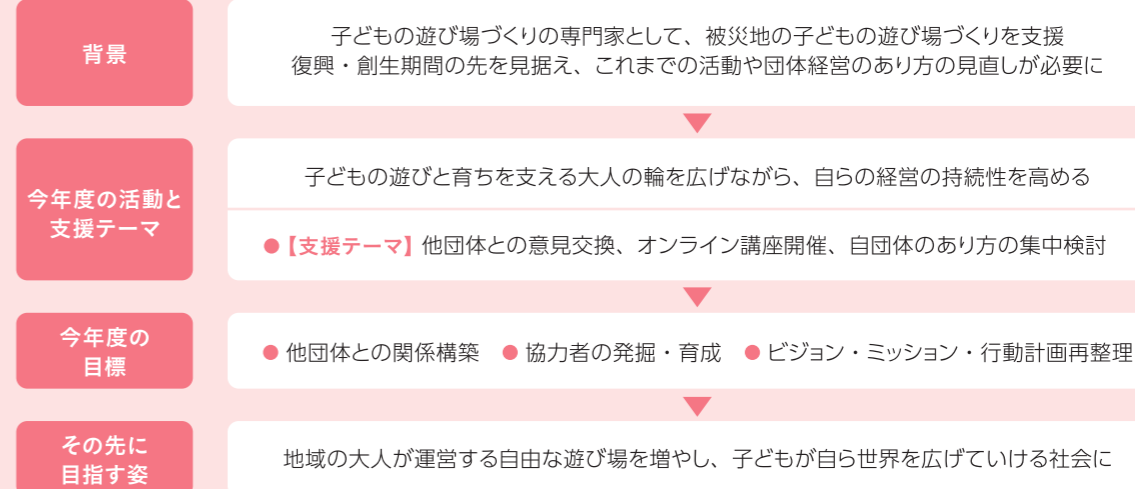 背景
子どもの遊び場づくりの専門家として、被災地の子どもの遊び場づくりを支援
復興・創生期間の先を見据え、これまでの活動や団体経営のあり方の見直しが必要に
今年度の活動と
支援テーマ
子どもの遊びと育ちを支える大人の輪を広げながら、自らの経営の持続性を高める
●【支援テーマ】他団体との意見交換、オンライン講座開催、自団体のあり方の集中検討
今年度の
目標
●他団体との関係構築 ●協力者の発掘・育成 ●ビジョン・ミッション・行動計画再整理
その先に
目指す姿
地域の大人が運営する自由な遊び場を増やし、子どもが自ら世界を広げていける社会に